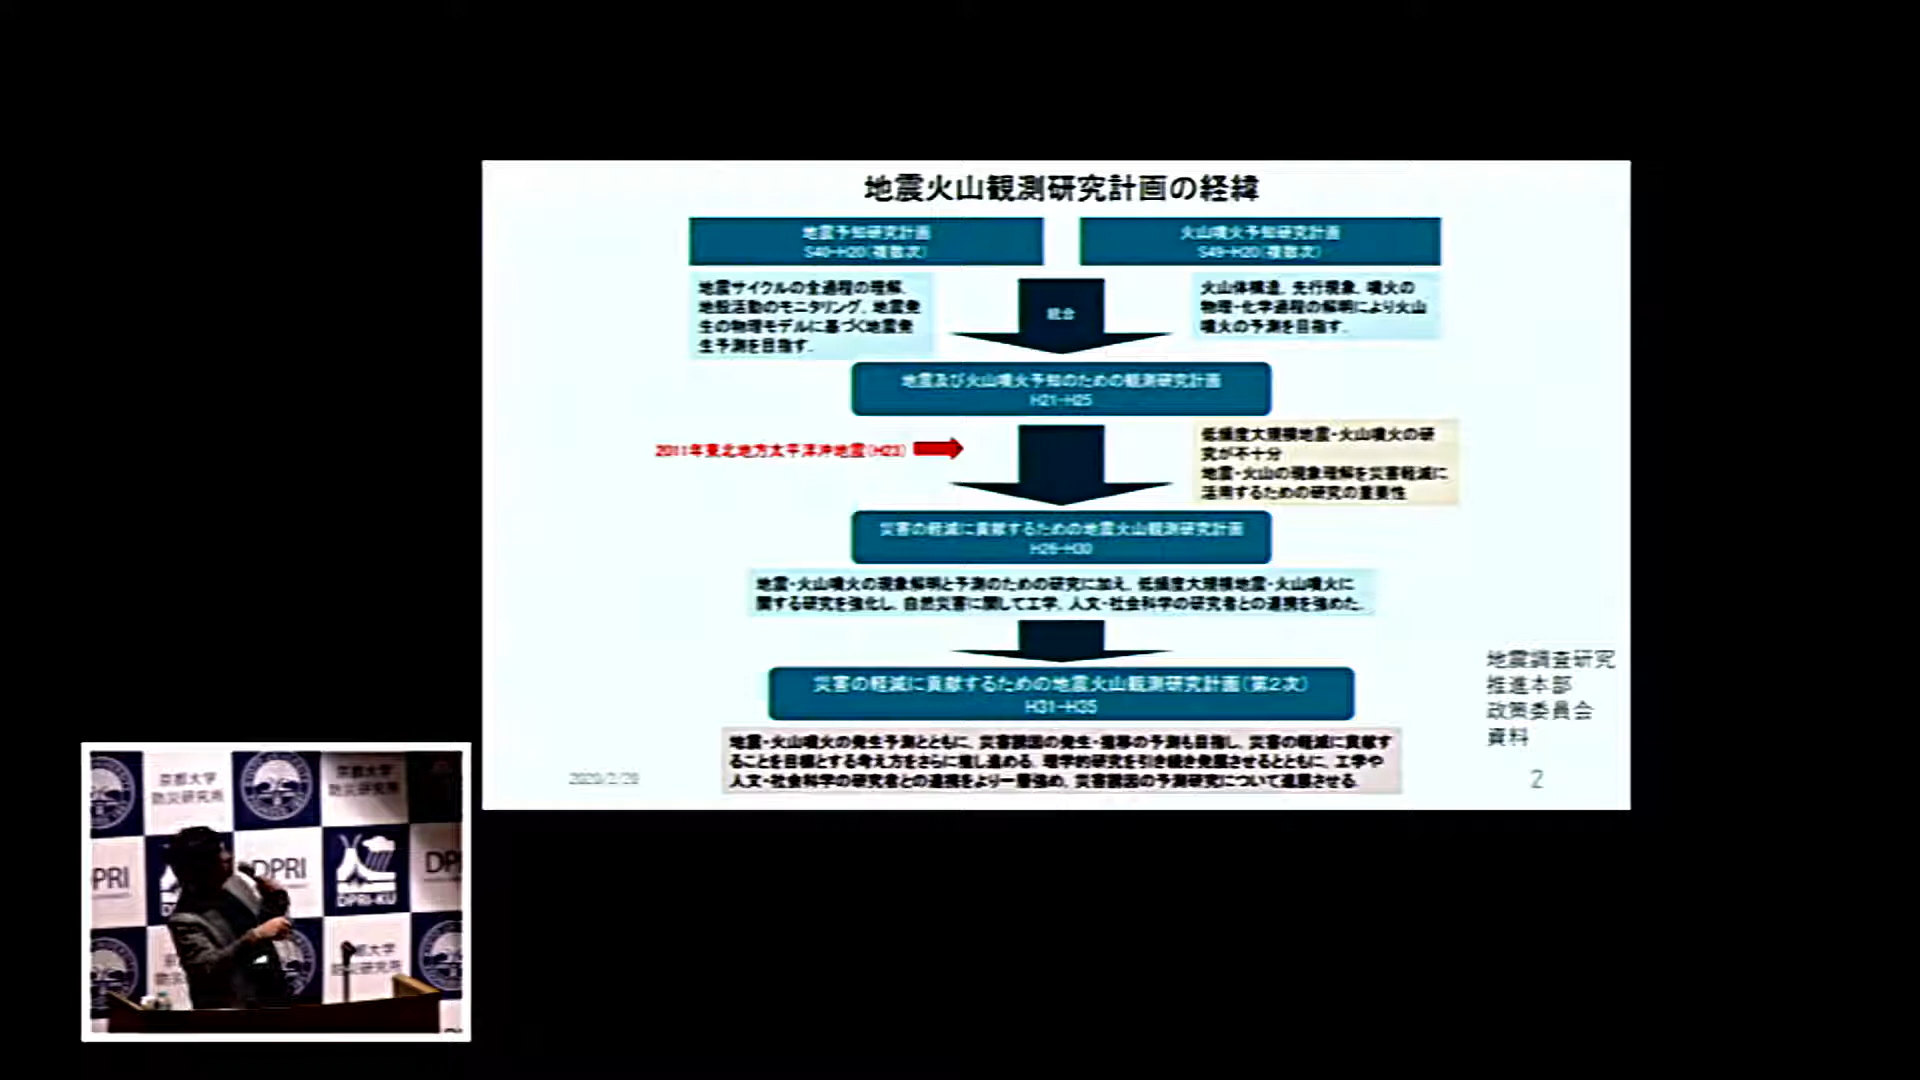 地震火山観測研究計画の経緯
地震予知研究計画
S40-H20(複数次)
火山噴火予知研究計画
S49-H20(複数次)
地震サイクルの全過程の理解、
地殻活動のモニタリング、地震発
生の物理モデルに基づく地震発
生予測を目指す.
統合
火山体構造、先行現象、噴火の
物理・化学過程の解明により火山
噴火の予測を目指す.
地震及び火山噴火予知のための観測研究計画
H21-H25
2011年東北地方太平洋沖地震(H23)
低頻度大規模地震・火山噴火の研
究が不十分
地震・火山の現象理解を災害軽減に
活用するための研究の重要性
災害の軽減に貢献するための地震火山観測研究計画
H26-H30
地震・火山噴火の現象解明と予測のための研究に加え、低頻度大規模地震・火山噴火に
関する研究を強化し、自然災害に関して工学、人文・社会科学の研究者との連携を強めた.
災害の軽減に貢献するための地震火山観測研究計画(第2次)
H31-H35
地震・火山噴火の発生予測とともに、災害誘因の発生・推移の予測も目指し、災害の軽減に貢献す
ることを目標とする考え方をさらに推し進める. 理学的研究を引き続き発展させるとともに、工学や
人文・社会科学の研究者との連携をより一層強め、災害誘因の予測研究について進展させる.
地震調査研究
推進本部
政策委員会
資料
2020/2/28
2
京都大学
防災研究所
京都大学
防災研究所
PRI
DPRI
DPRI-KU
DP
都大学
防災研究所